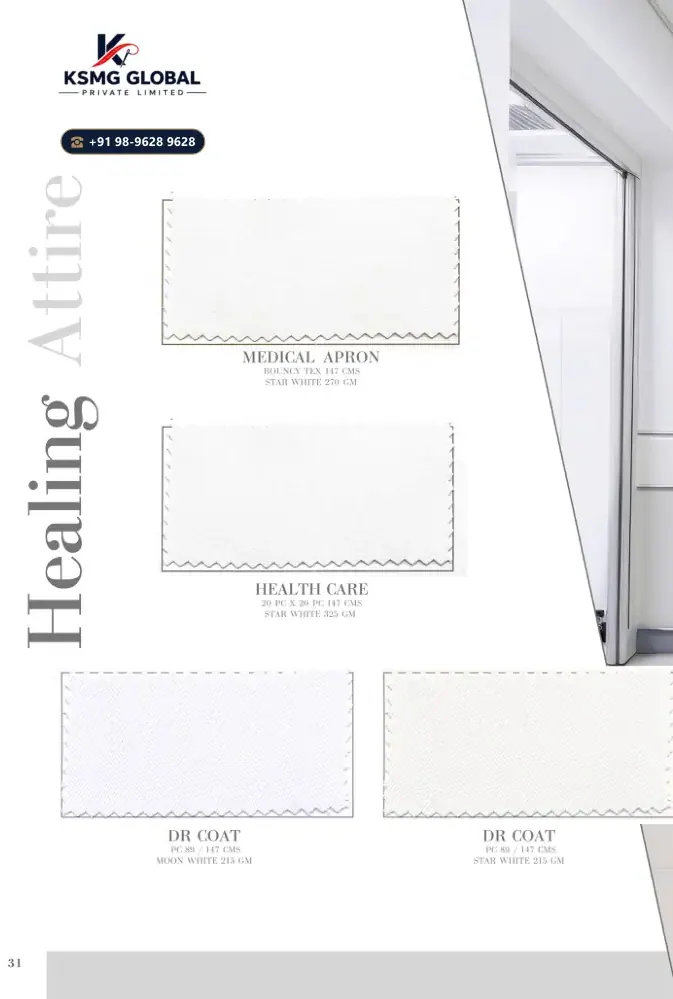 KSMG GLOBAL
PRIVATE LIMITED
+91 98-9628 9628
Healing Attire
MEDICAL APRON
BOUNCY TEX 147 CMS
STAR WHITE 270 GM
HEALTH CARE
20 PC X 20 PC 147 CMS
STAR WHITE 325 GM
DR COAT
PC 89 / 147 CMS
MOON WHITE 215 GM
DR COAT
PC 89 / 147 CMS
STAR WHITE 215 GM
31